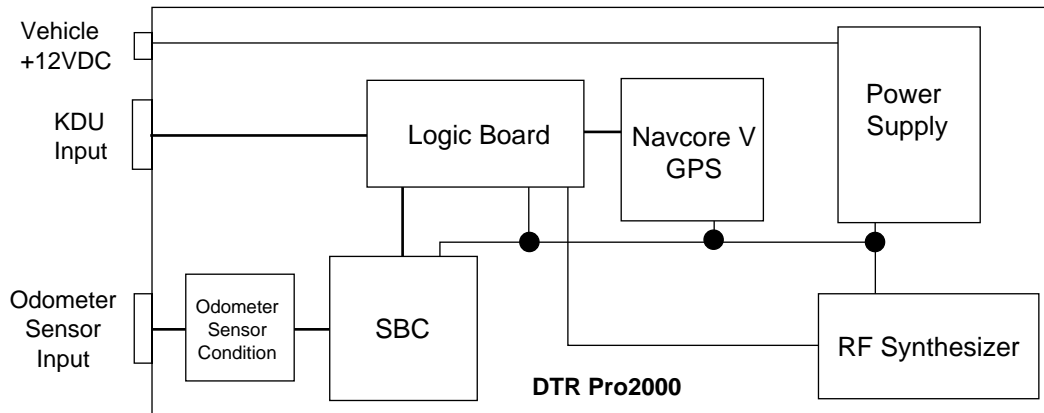 Vehicle
+12VDC
KDU
Input
Logic Board
Navcore V
GPS
Power
Supply
Odometer
Sensor
Input
Odometer
Sensor
Condition
SBC
RF Synthesizer
DTR Pro2000